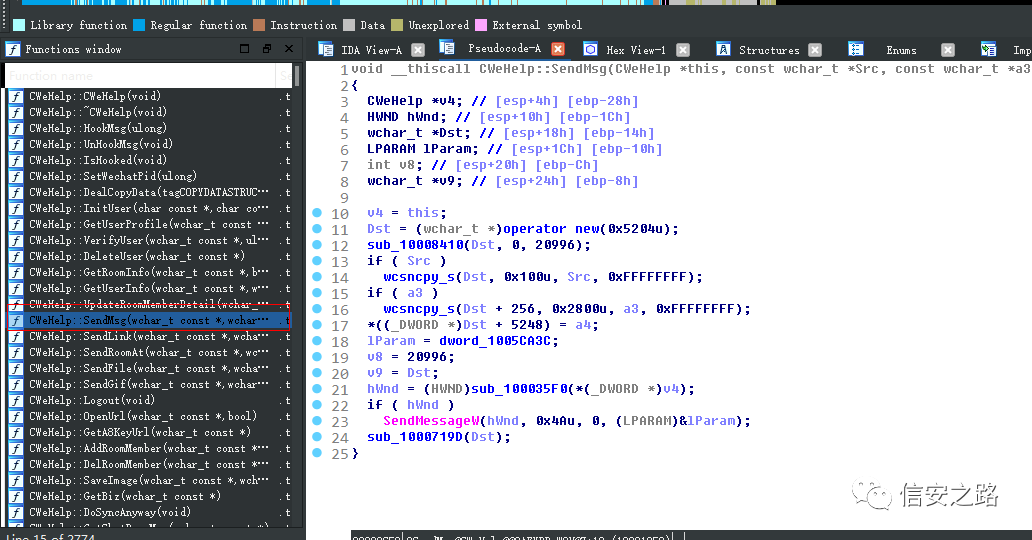 Library function Regular function Instruction Data Unexplored External symbol
Functions window
IDA View-A Pseudocode-A Hex View-1 Structures Enums Imp
Function name Se
CWeHelp::CWeHelp(void) .t
CWeHelp::~CWeHelp(void) .t
CWeHelp::HookMsg(ulong) .t
CWeHelp::UnHookMsg(void) .t
CWeHelp::IsHooked(void) .t
CWeHelp::SetWechatPid(ulong) .t
CWeHelp::DealCopyData(tagCOPYDATASTRUC… .t
CWeHelp::InitUser(char const *,char co… .t
CWeHelp::GetUserProfile(wchar_t const … .t
CWeHelp::VerifyUser(wchar_t const *,ul… .t
CWeHelp::DeleteUser(wchar_t const *) .t
CWeHelp::GetRoomInfo(wchar_t const *,b… .t
CWeHelp::GetUserInfo(wchar_t const *,w… .t
CWeHelp::UpdateRoomMemberDetail(wchar_… .t
CWeHelp::SendMsg(wchar_t const *,wchar… .t
CWeHelp::SendLink(wchar_t const *,wcha… .t
CWeHelp::SendRoomAt(wchar_t const *,wc… .t
CWeHelp::SendFile(wchar_t const *,wcha… .t
CWeHelp::SendGif(wchar_t const *,wchar… .t
CWeHelp::Logout(void) .t
CWeHelp::OpenUrl(wchar_t const *,bool) .t
CWeHelp::GetA8KeyUrl(wchar_t const *) .t
CWeHelp::AddRoomMember(wchar_t const *… .t
CWeHelp::DelRoomMember(wchar_t const *… .t
CWeHelp::SaveImage(wchar_t const *,wch… .t
CWeHelp::GetBiz(wchar_t const *) .t
CWeHelp::DoSyncAnyway(void) .t
Line 15 of 2774
1 void __thiscall CWeHelp::SendMsg(CWeHelp *this, const wchar_t *Src, const wchar_t *a3
2 {
3 CWeHelp *v4; // [esp+4h] [ebp-28h]
4 HWND hWnd; // [esp+10h] [ebp-1Ch]
5 wchar_t *Dst; // [esp+18h] [ebp-14h]
6 LPARAM lParam; // [esp+1Ch] [ebp-10h]
7 int v8; // [esp+20h] [ebp-Ch]
8 wchar_t *v9; // [esp+24h] [ebp-8h]
9
10 v4 = this;
11 Dst = (wchar_t *)operator new(0x5204u);
12 sub_10008410(Dst, 0, 20996);
13 if ( Src )
14 wcsncpy_s(Dst, 0x100u, Src, 0xFFFFFFFF);
15 if ( a3 )
16 wcsncpy_s(Dst + 256, 0x2800u, a3, 0xFFFFFFFF);
17 *((_DWORD *)Dst + 5248) = a4;
18 lParam = dword_1005CA3C;
19 v8 = 20996;
20 v9 = Dst;
21 hWnd = (HWND)sub_100035F0(*(_DWORD *)v4);
22 if ( hWnd )
23 SendMessageW(hWnd, 0x4Au, 0, (LPARAM)&lParam);
24 sub_1000719D(Dst);
25 }
信安之路